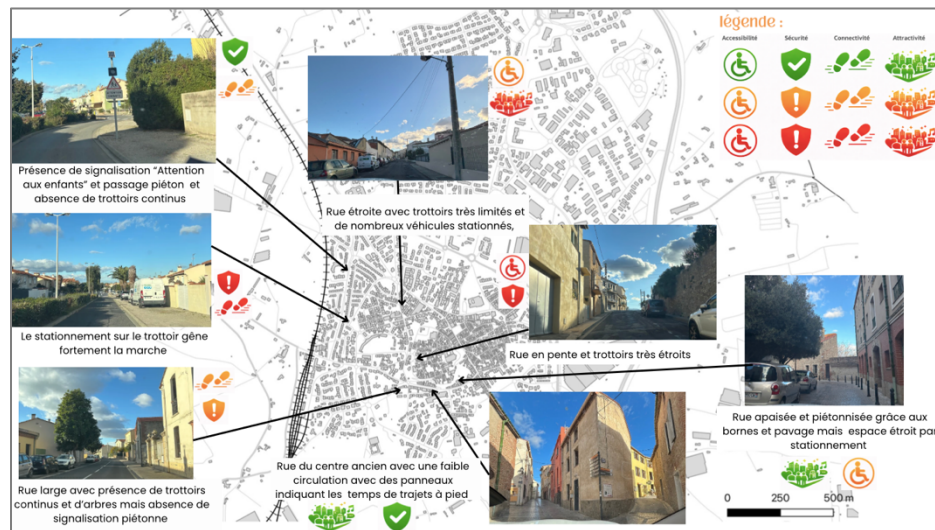 légende :
Accessibilité
Sécurité
Connectivité
Attractivité
Présence de signalisation "Attention
aux enfants" et passage piéton et
absence de trottoirs continus
Rue étroite avec trottoirs très limités et
de nombreux véhicules stationnés,
Le stationnement sur le trottoir gêne
fortement la marche
Rue en pente et trottoirs très étroits
Rue apaisée et piétonnisée grâce aux
bornes et pavage mais espace étroit par
stationnement
Rue large avec présence de trottoirs
continus et d'arbres mais absence de
signalisation piétonne
Rue du centre ancien avec une faible
circulation avec des panneaux
indiquant les temps de trajets à pied
0 250 500 m